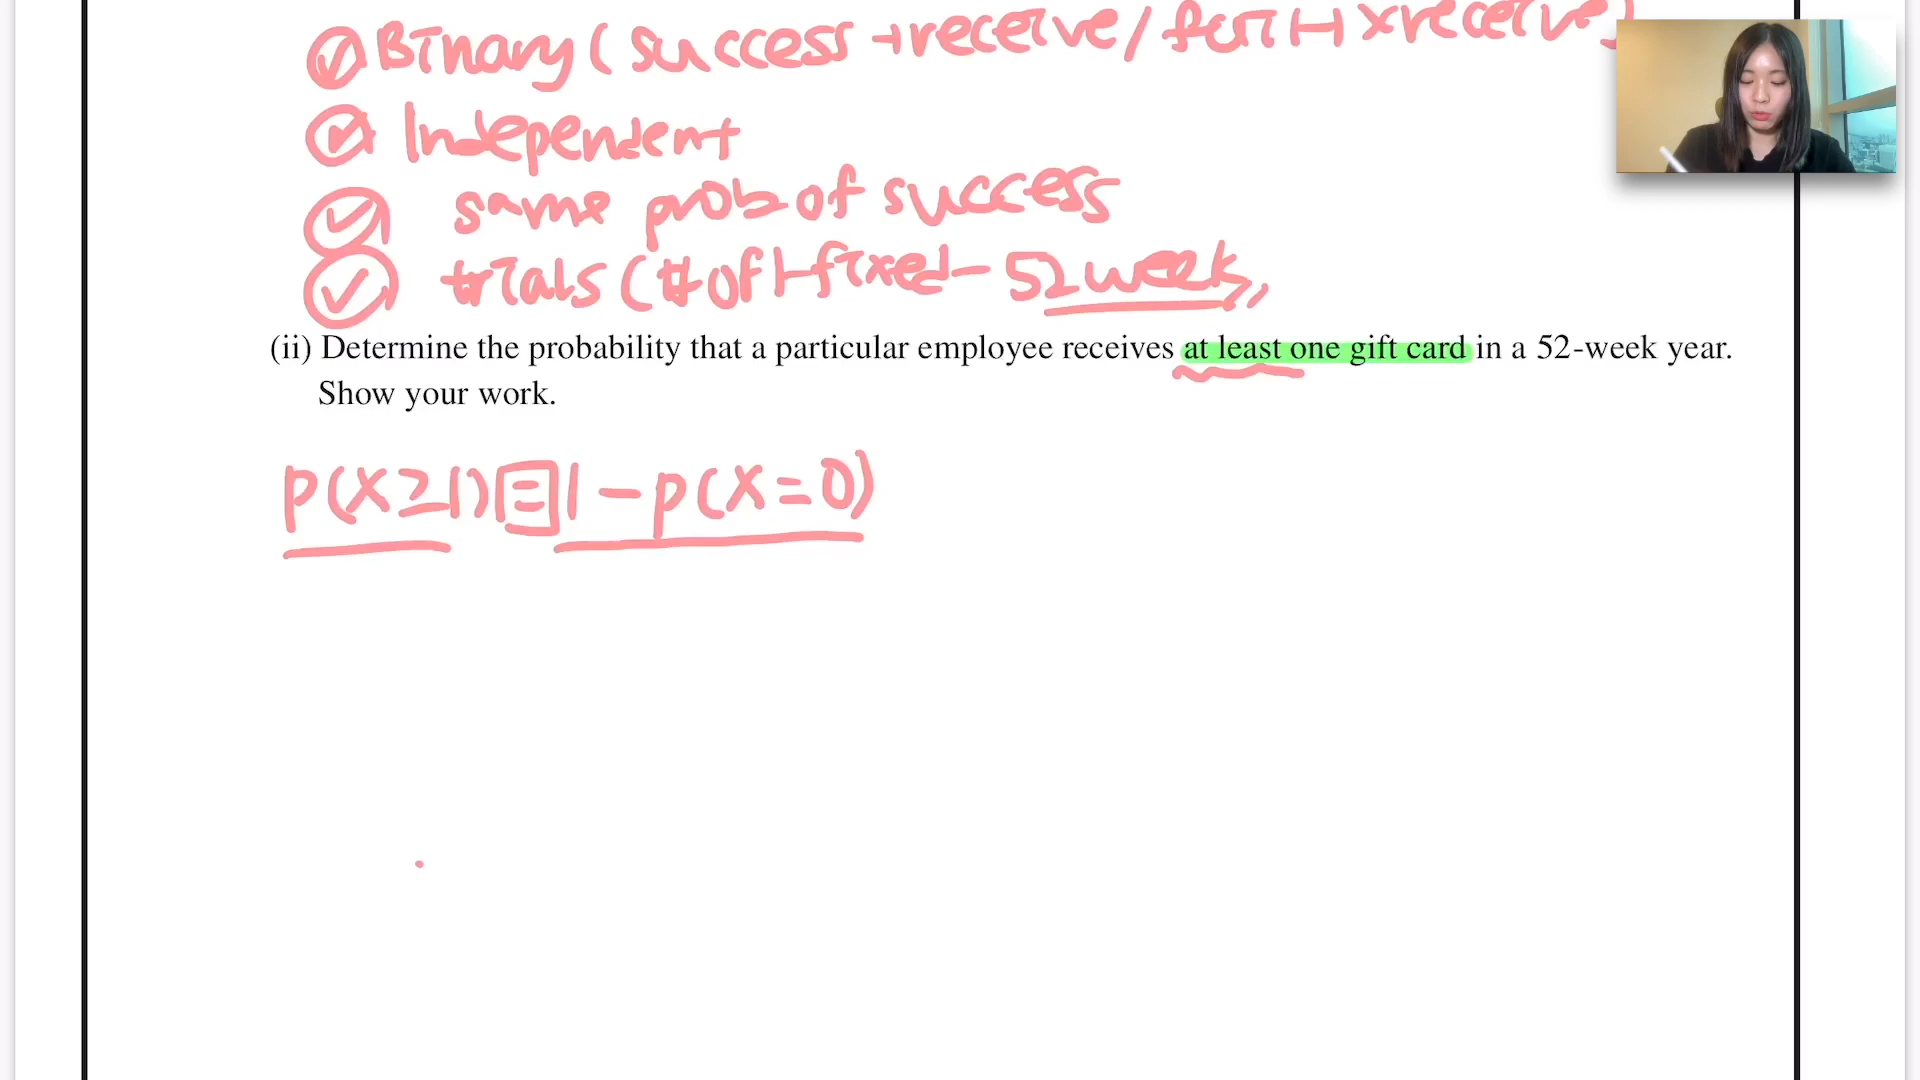 Binary (success → receive / fail → x receive)
Independent
same prob of success
trials (# of) → fixed - 52 week,
(ii) Determine the probability that a particular employee receives at least one gift card in a 52-week year.
Show your work.
P(X≥1) = 1 - P(X=0)